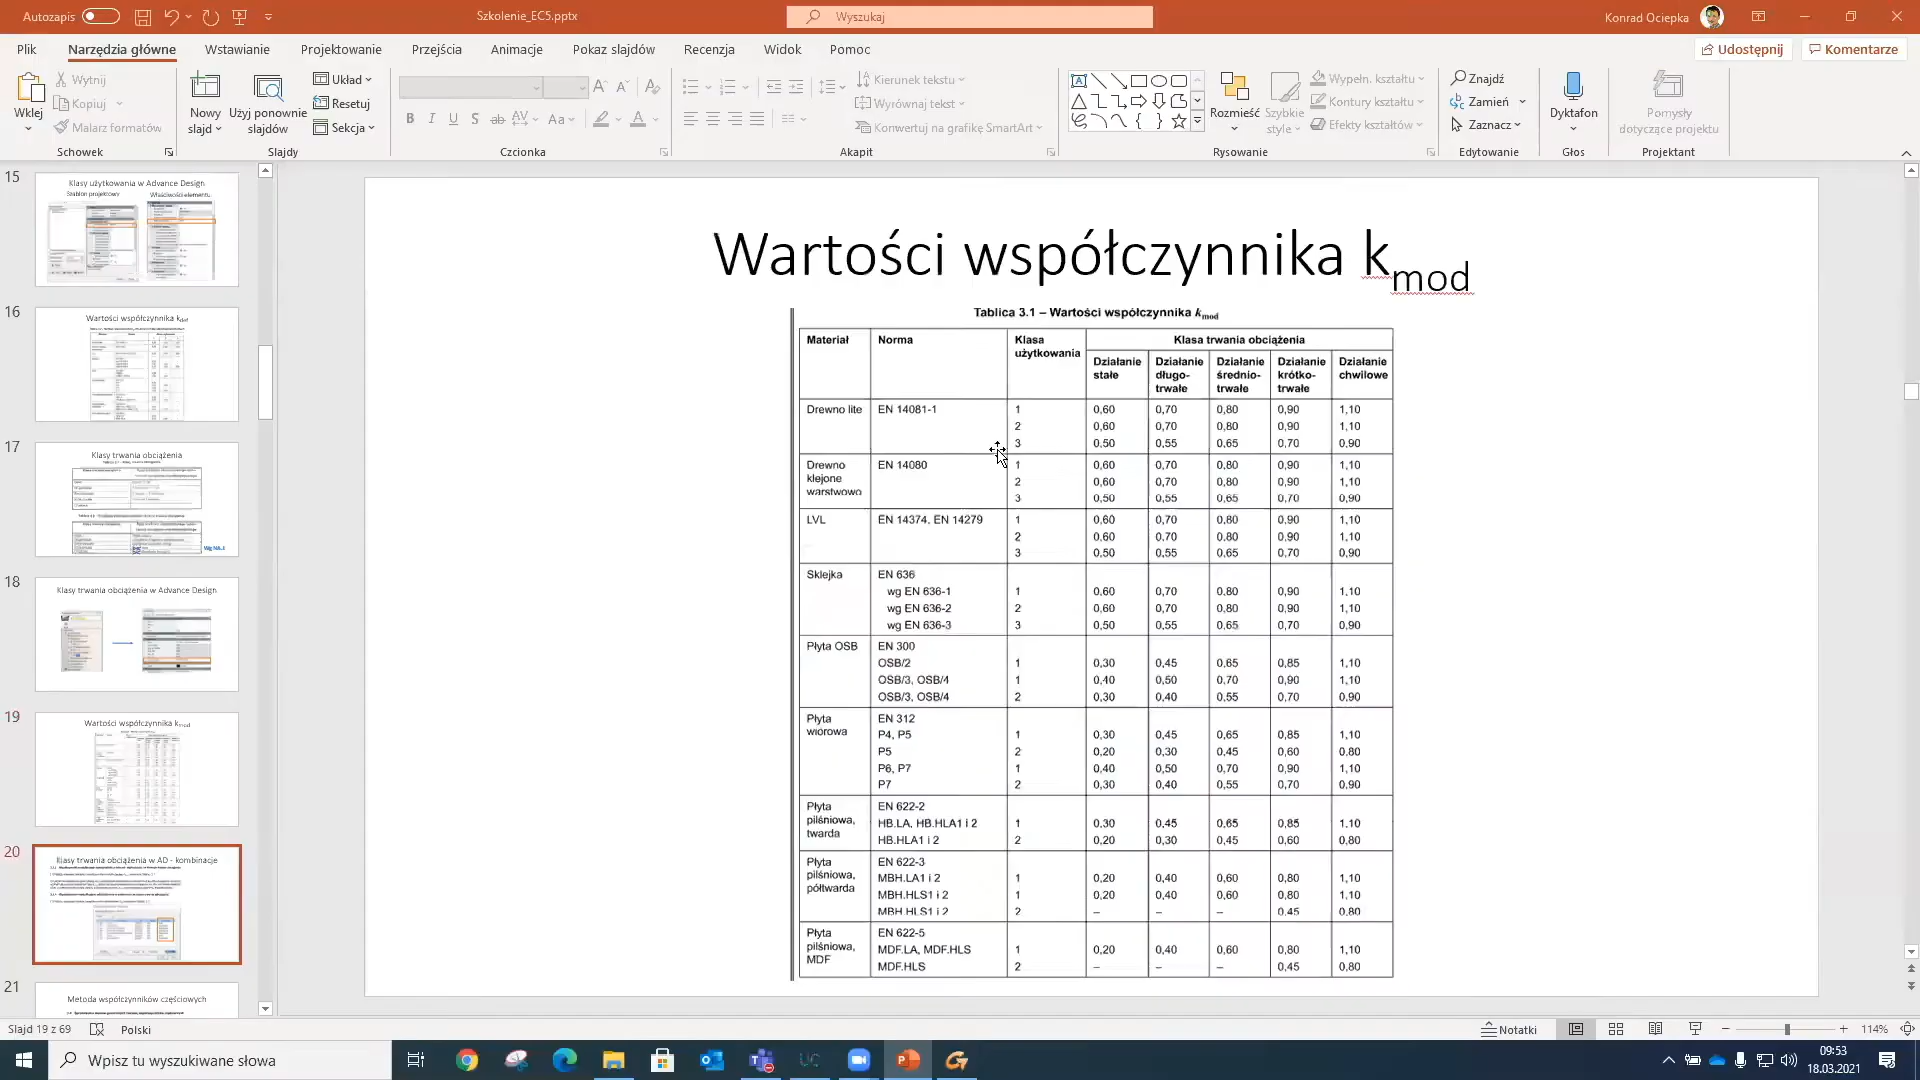 Autozapis
Szkolenie_EC5.pptx
Wyszukaj
Konrad Ociepka
Plik
Narzędzia główne
Wstawianie
Projektowanie
Przejścia
Animacje
Pokaz slajdów
Recenzja
Widok
Pomoc
Udostępnij
Komentarze
Wklej
Wytnij
Kopiuj
Malarz formatów
Schowek
Nowy slajd
Użyj ponownie slajdów
Układ
Resetuj
Sekcja
Slajdy
Czcionka
Kierunek tekstu
Wyrównaj tekst
Konwertuj na grafikę SmartArt
Akapit
Rozmieść
Szybkie style
Wypełn. kształtu
Kontury kształtu
Efekty kształtów
Rysowanie
Znajdź
Zamień
Zaznacz
Edytowanie
Dyktafon
Głos
Pomysły dotyczące projektu
Projektant
15
Klasy użytkowania w Advance Design
Szablon projektowy
Właściwości elementu
16
Wartości współczynnika kdef
17
Klasy trwania obciążenia
Wg NA.3
18
Klasy trwania obciążenia w Advance Design
19
Wartości współczynnika kmod
20
Klasy trwania obciążenia w AD - kombinacje
21
Metoda współczynników częściowych
Wartości współczynnika kmod
Tablica 3.1 – Wartości współczynnika kmod
Materiał Norma Klasa użytkowania Klasa trwania obciążenia
Działanie stałe Działanie długo-trwałe Działanie średnio-trwałe Działanie krótko-trwałe Działanie chwilowe
Drewno lite EN 14081-1 1 0,60 0,70 0,80 0,90 1,10
2 0,60 0,70 0,80 0,90 1,10
3 0,50 0,55 0,65 0,70 0,90
Drewno klejone warstwowo EN 14080 1 0,60 0,70 0,80 0,90 1,10
2 0,60 0,70 0,80 0,90 1,10
3 0,50 0,55 0,65 0,70 0,90
LVL EN 14374, EN 14279 1 0,60 0,70 0,80 0,90 1,10
2 0,60 0,70 0,80 0,90 1,10
3 0,50 0,55 0,65 0,70 0,90
Sklejka EN 636
wg EN 636-1 1 0,60 0,70 0,80 0,90 1,10
wg EN 636-2 2 0,60 0,70 0,80 0,90 1,10
wg EN 636-3 3 0,50 0,55 0,65 0,70 0,90
Płyta OSB EN 300
OSB/2 1 0,30 0,45 0,65 0,85 1,10
OSB/3, OSB/4 1 0,40 0,50 0,70 0,90 1,10
OSB/3, OSB/4 2 0,30 0,40 0,55 0,70 0,90
Płyta wiórowa EN 312
P4, P5 1 0,30 0,45 0,65 0,85 1,10
P5 2 0,20 0,30 0,45 0,60 0,80
P6, P7 1 0,40 0,50 0,70 0,90 1,10
P7 2 0,30 0,40 0,55 0,70 0,90
Płyta pilśniowa, twarda EN 622-2
HB.LA, HB.HLA1 i 2 1 0,30 0,45 0,65 0,85 1,10
HB.HLA1 i 2 2 0,20 0,30 0,45 0,60 0,80
Płyta pilśniowa, półtwarda EN 622-3
MBH.LA1 i 2 1 0,20 0,40 0,60 0,80 1,10
MBH.HLS1 i 2 1 0,20 0,40 0,60 0,80 1,10
MBH.HLS1 i 2 2 – – – 0,45 0,80
Płyta pilśniowa, MDF EN 622-5
MDF.LA, MDF.HLS 1 0,20 0,40 0,60 0,80 1,10
MDF.HLS 2 – – – 0,45 0,80
Slajd 19 z 69
Polski
Notatki
114%
Wpisz tu wyszukiwane słowa
09:53
18.03.2021